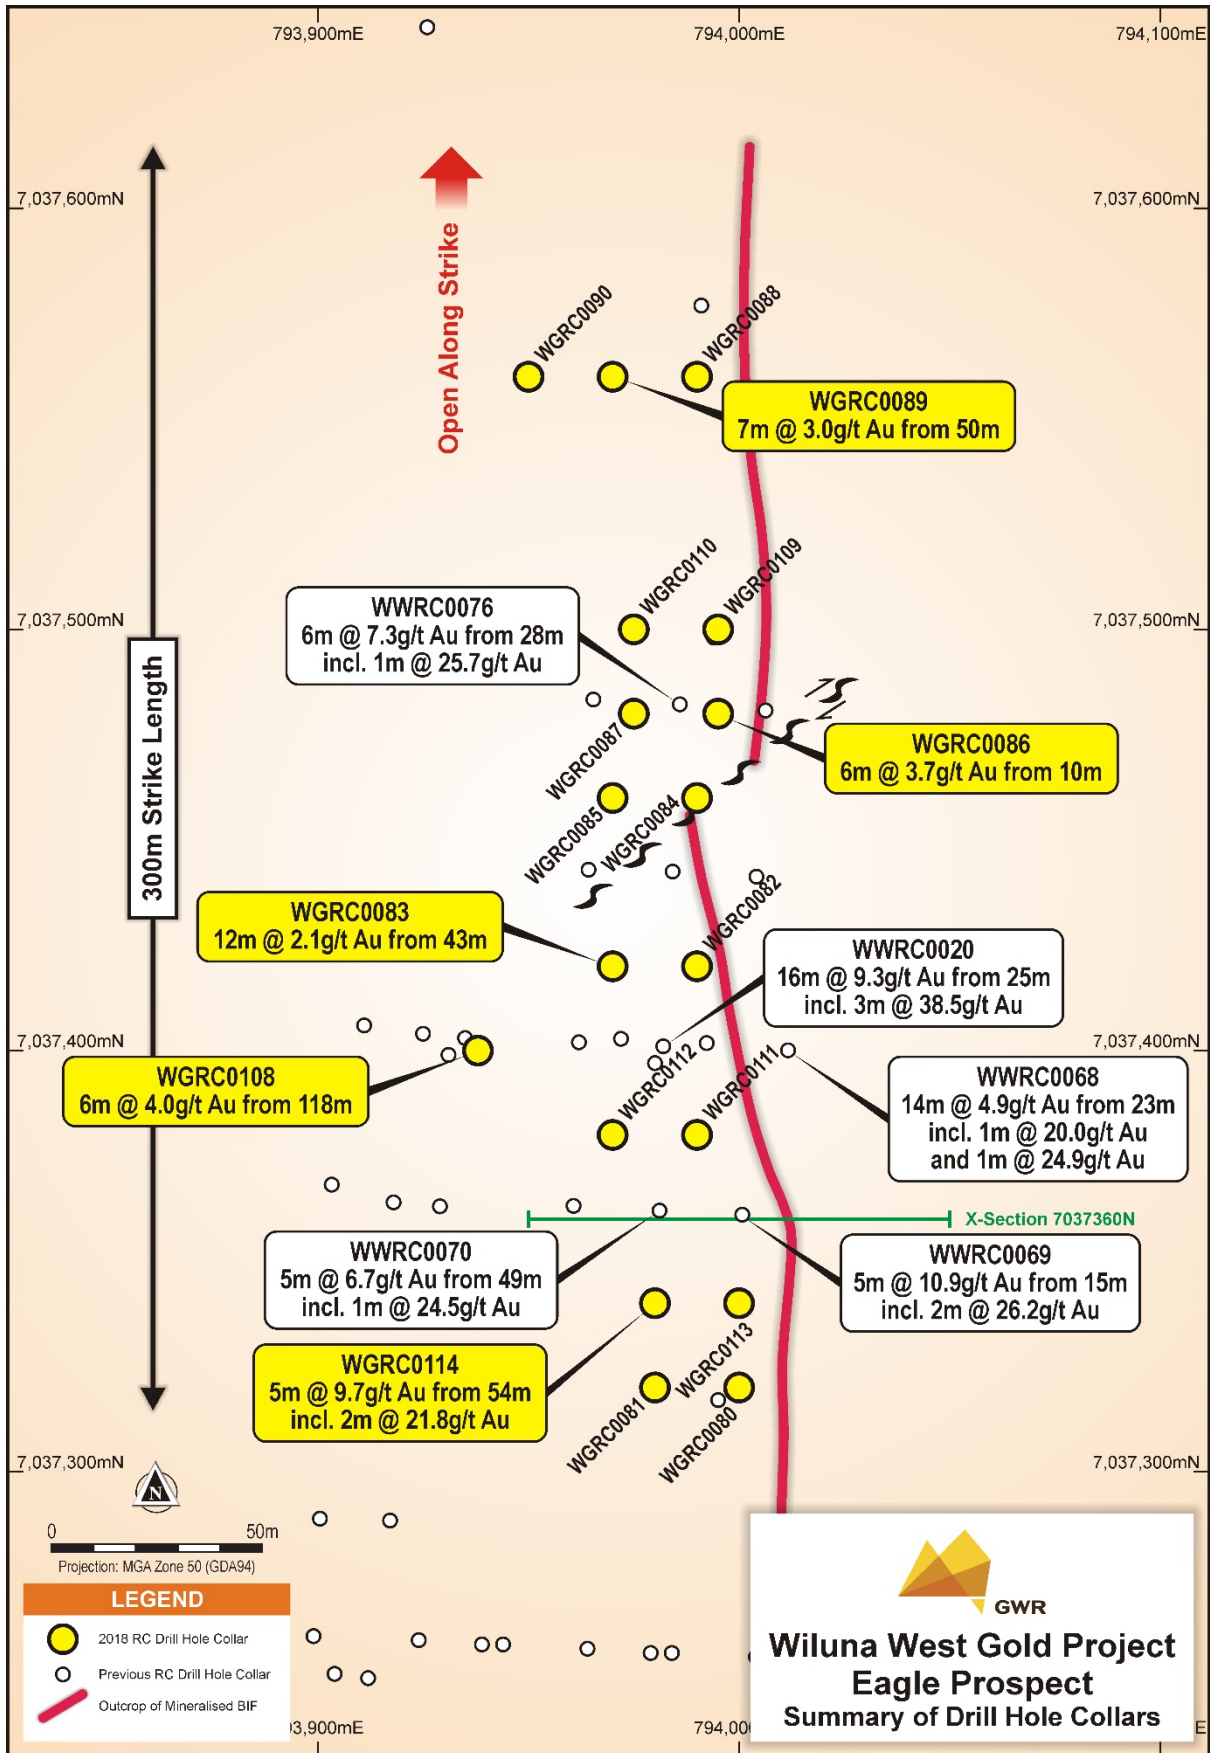 793,900mE
794,000mE
794,100mE
7,037,600mN
7,037,600mN
Open Along Strike
WGRC0090
WGRC0088
WGRC0089
7m @ 3.0g/t Au from 50m
WGRC0110
WGRC0109
7,037,500mN
7,037,500mN
WWRC0076
6m @ 7.3g/t Au from 28m
incl. 1m @ 25.7g/t Au
300m Strike Length
WGRC0087
WGRC0086
6m @ 3.7g/t Au from 10m
WGRC0085
WGRC0084
WGRC0083
12m @ 2.1g/t Au from 43m
WGRC0082
WWRC0020
16m @ 9.3g/t Au from 25m
incl. 3m @ 38.5g/t Au
7,037,400mN
7,037,400mN
WGRC0108
6m @ 4.0g/t Au from 118m
WGRC0112
WGRC0111
WWRC0068
14m @ 4.9g/t Au from 23m
incl. 1m @ 20.0g/t Au
and 1m @ 24.9g/t Au
X-Section 7037360N
WWRC0070
5m @ 6.7g/t Au from 49m
incl. 1m @ 24.5g/t Au
WWRC0069
5m @ 10.9g/t Au from 15m
incl. 2m @ 26.2g/t Au
WGRC0114
5m @ 9.7g/t Au from 54m
incl. 2m @ 21.8g/t Au
WGRC0113
WGRC0081
WGRC0080
7,037,300mN
7,037,300mN
N
0 50m
Projection: MGA Zone 50 (GDA94)
LEGEND
2018 RC Drill Hole Collar
Previous RC Drill Hole Collar
Outcrop of Mineralised BIF
GWR
Wiluna West Gold Project
Eagle Prospect
Summary of Drill Hole Collars
3,900mE
794,00
E